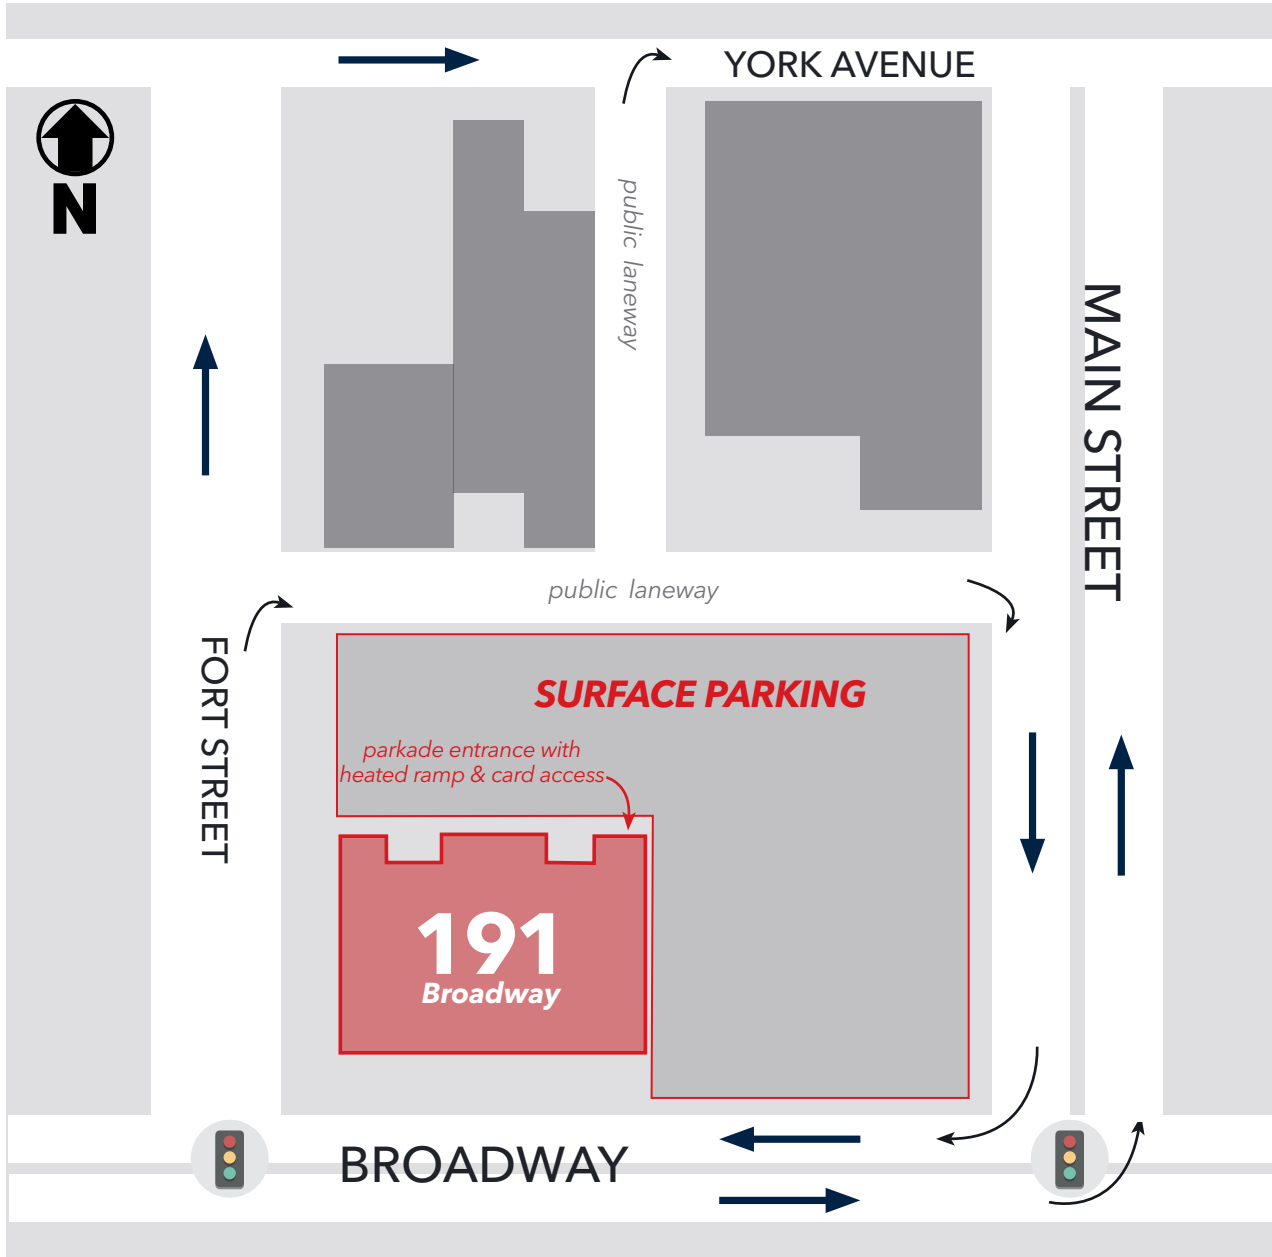 YORK AVENUE
N
public laneway
MAIN STREET
public laneway
FORT STREET
SURFACE PARKING
parkade entrance with
heated ramp & card access
191
Broadway
BROADWAY